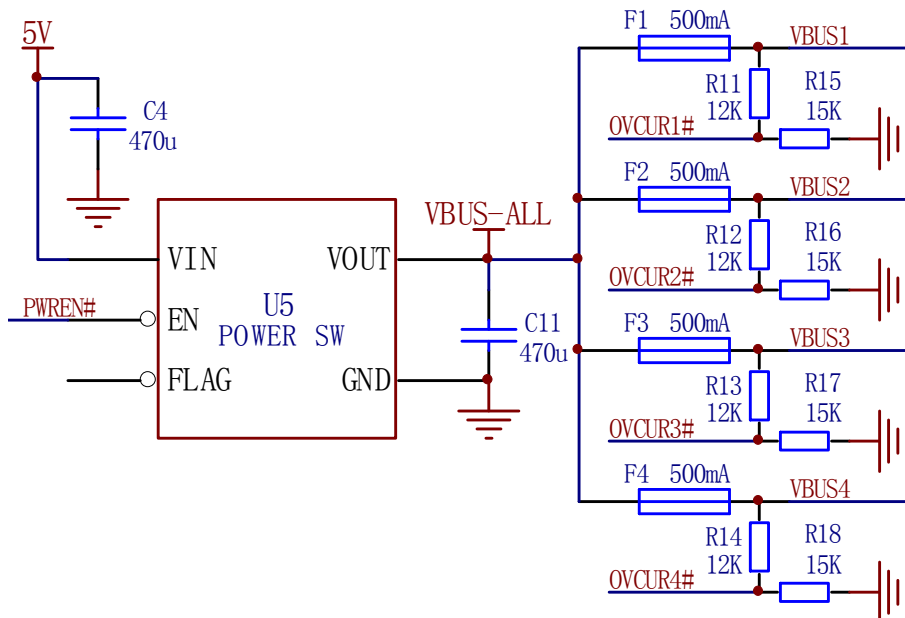 5V
C4
470u
PWREN#
VIN
EN
FLAG
U5
POWER SW
VOUT
GND
VBUS-ALL
C11
470u
F1 500mA
VBUS1
R11
12K
R15
15K
OVCUR1#
F2 500mA
VBUS2
R12
12K
R16
15K
OVCUR2#
F3 500mA
VBUS3
R13
12K
R17
15K
OVCUR3#
F4 500mA
VBUS4
R14
12K
R18
15K
OVCUR4#